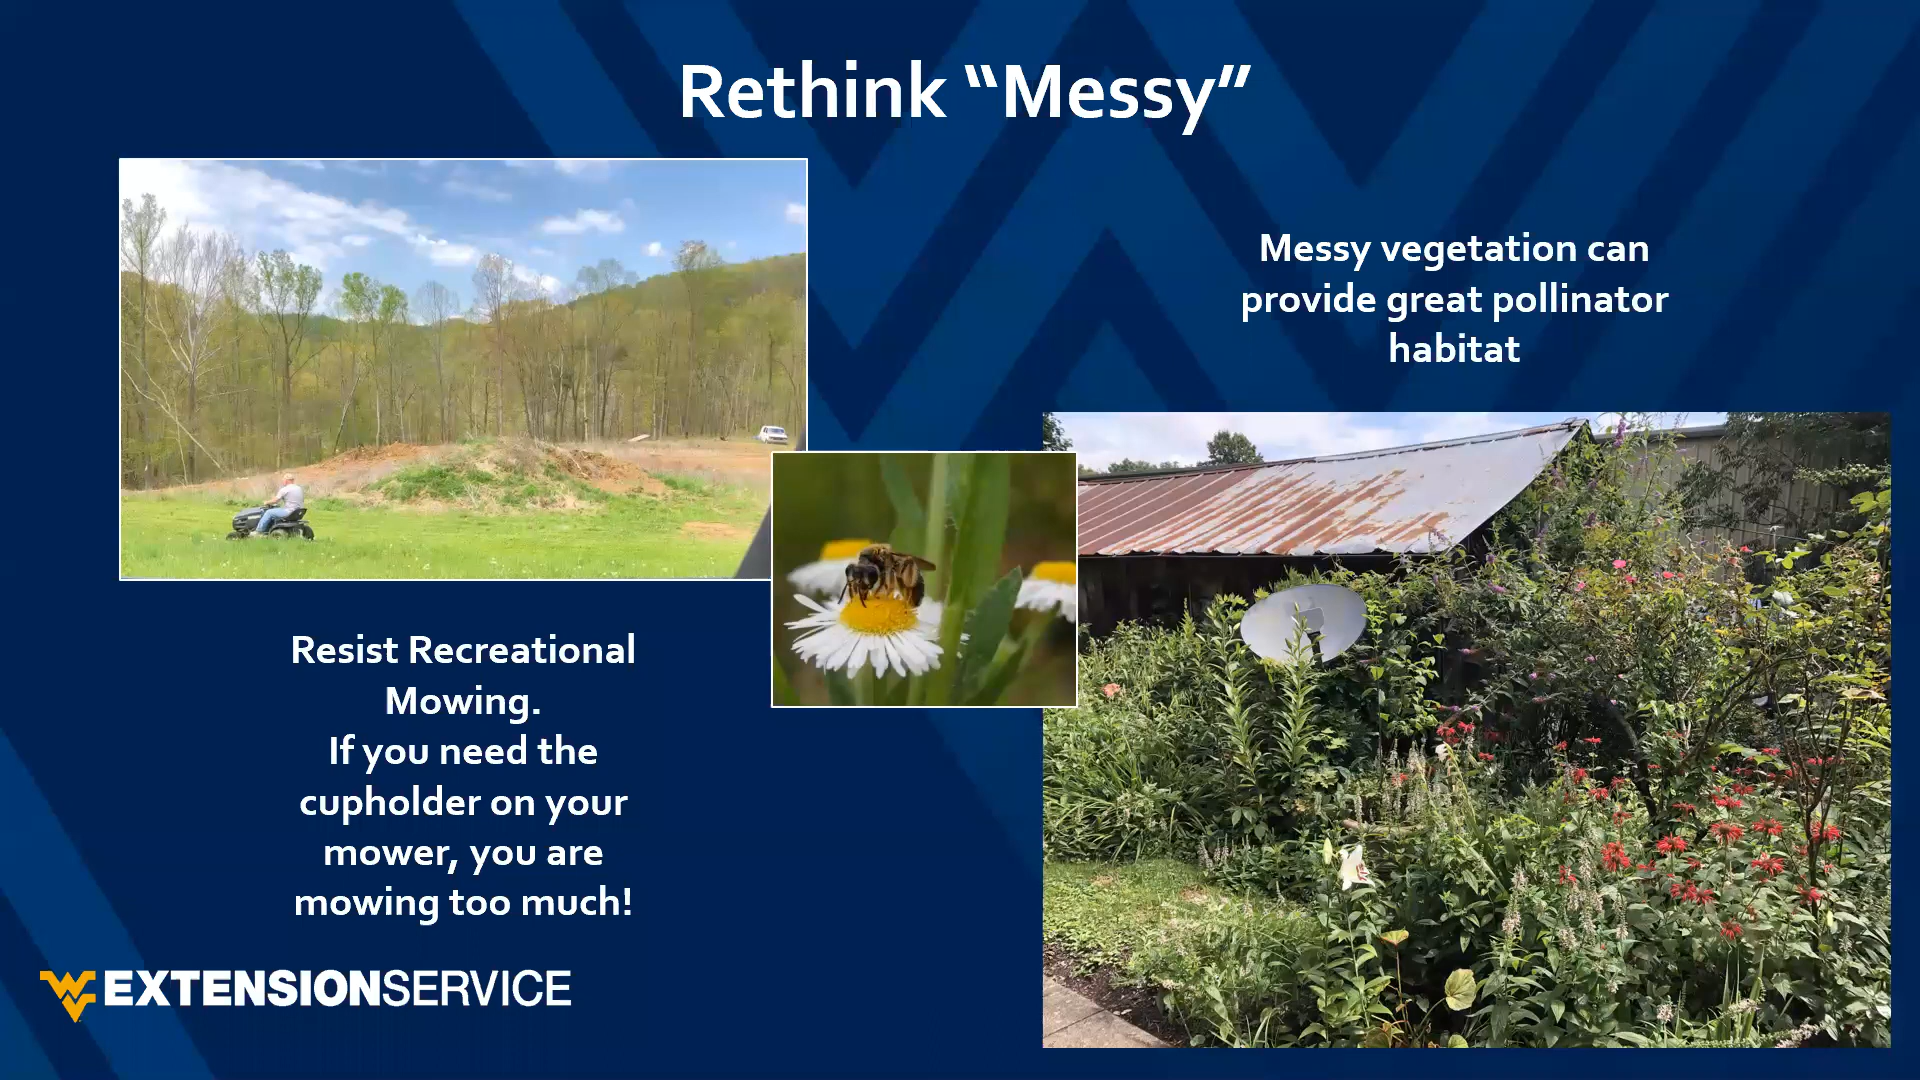 Rethink “Messy”
Messy vegetation can
provide great pollinator
habitat
Resist Recreational
Mowing.
If you need the
cupholder on your
mower, you are
mowing too much!
WV EXTENSIONSERVICE